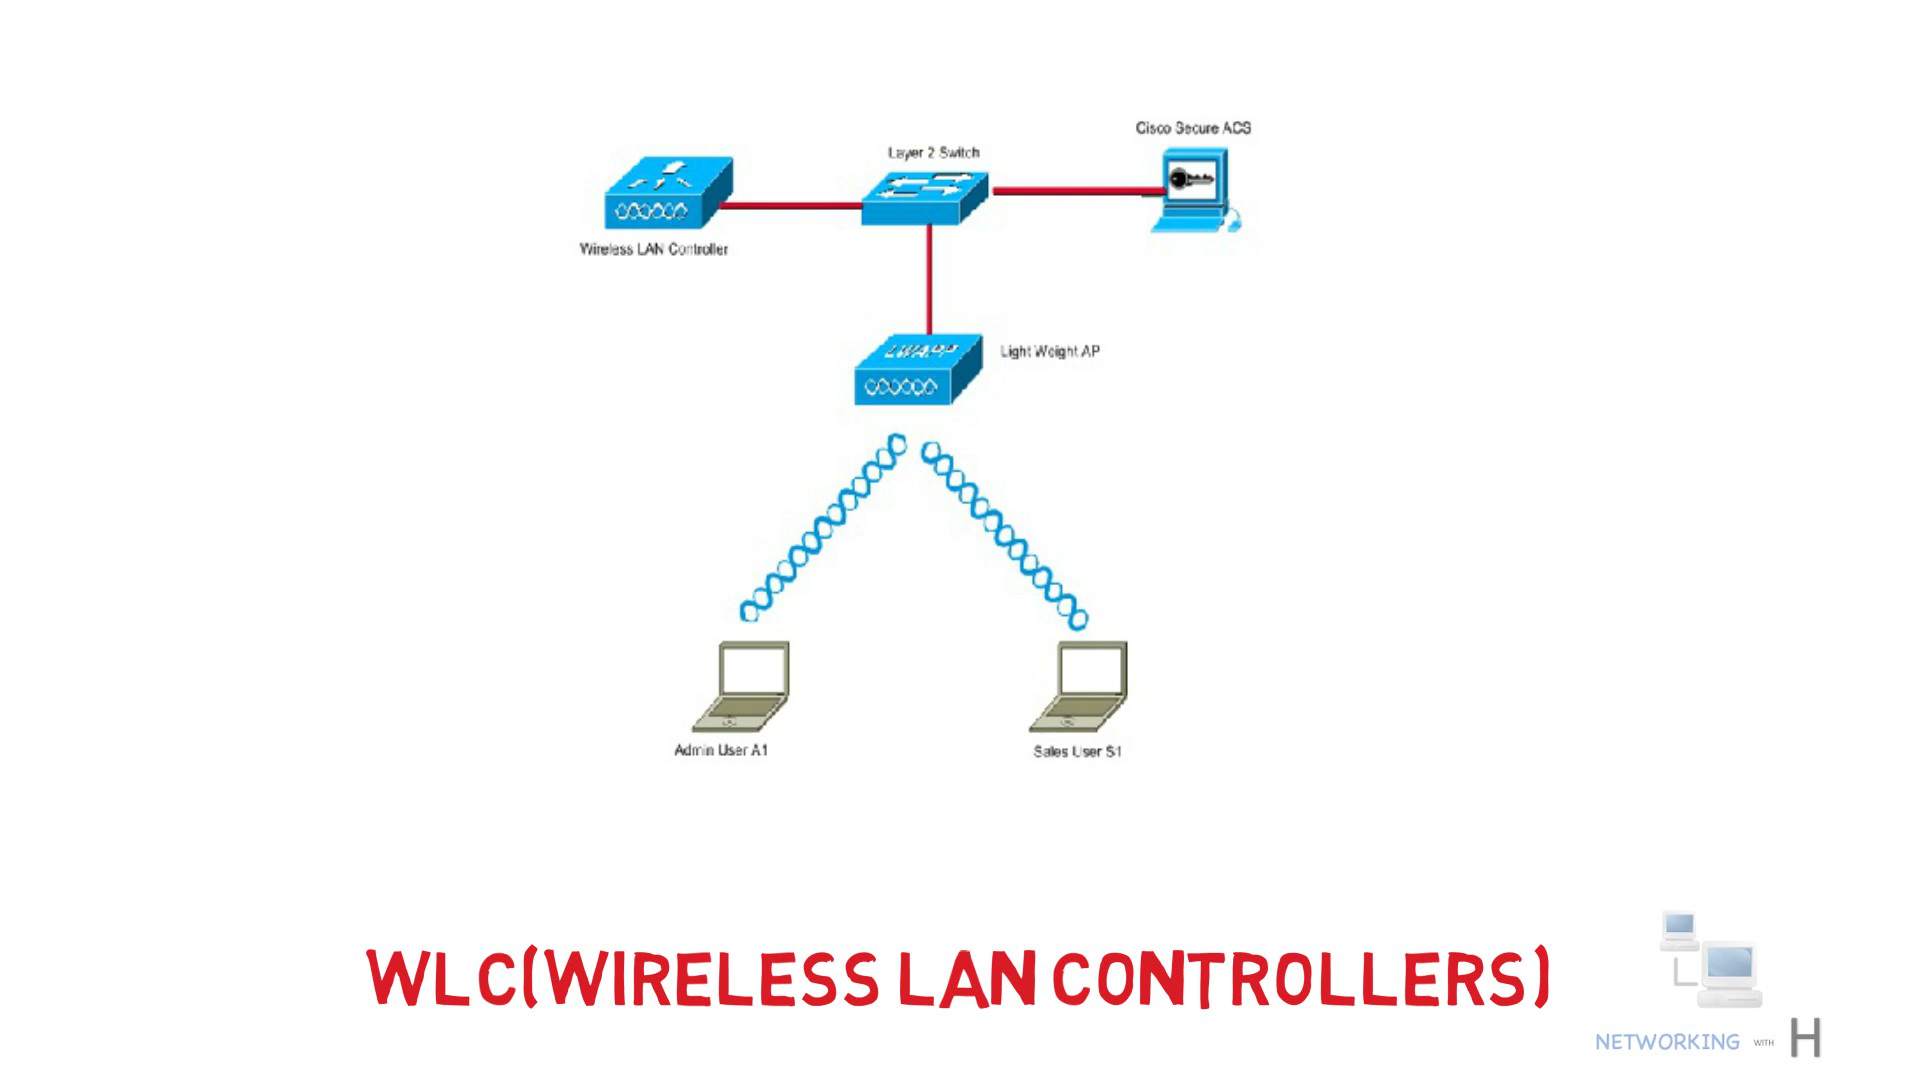 Cisco Secure ACS
Layer 2 Switch
Wireless LAN Controller
LWAPP
Light Weight AP
Admin User A1
Sales User S1
WLC(WIRELESS LAN CONTROLLERS)
NETWORKING WITH H